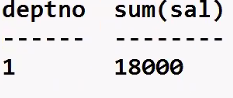 deptno  sum(sal)
------  --------
1       18000